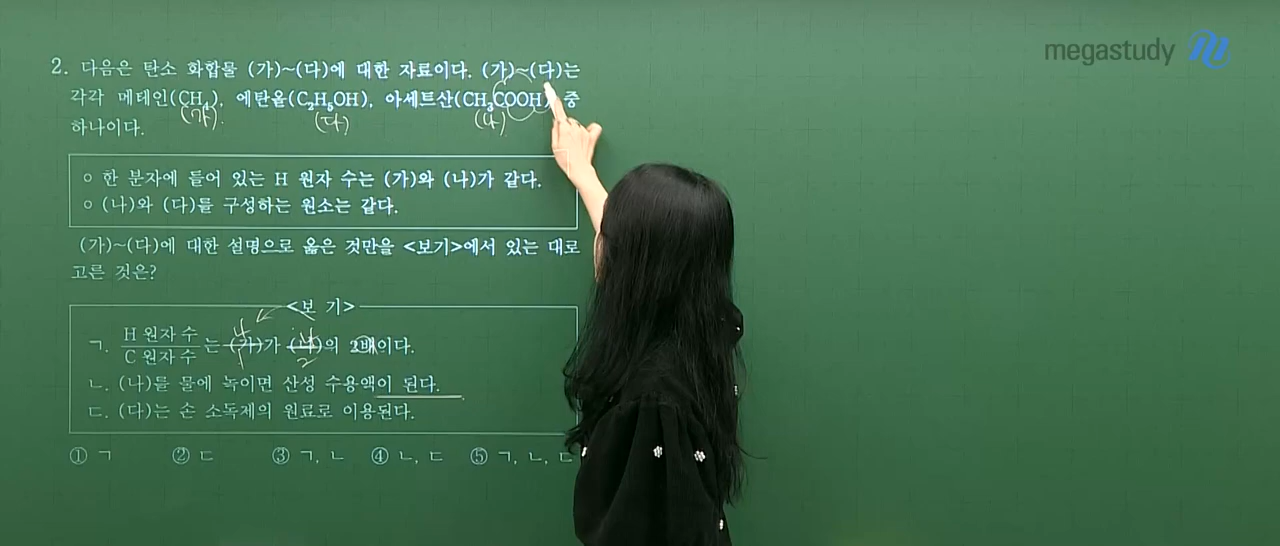 megastudy
2. 다음은 탄소 화합물 (가)~(다)에 대한 자료이다. (가)~(다)는
각각 메테인(CH₄), 에탄올(C₂H₅OH), 아세트산(CH₃COOH) 중
(가) (다) (나)
하나이다.
○ 한 분자에 들어 있는 H 원자 수는 (가)와 (나)가 같다.
○ (나)와 (다)를 구성하는 원소는 같다.
(가)~(다)에 대한 설명으로 옳은 것만을 <보기>에서 있는 대로
고른 것은?
<보 기>
4 4
ㄱ. H 원자 수 / C 원자 수 는 (가)가 (나)의 2배이다.
1 2
ㄴ. (나)를 물에 녹이면 산성 수용액이 된다.
ㄷ. (다)는 손 소독제의 원료로 이용된다.
① ㄱ ② ㄷ ③ ㄱ, ㄴ ④ ㄴ, ㄷ ⑤ ㄱ, ㄴ, ㄷ